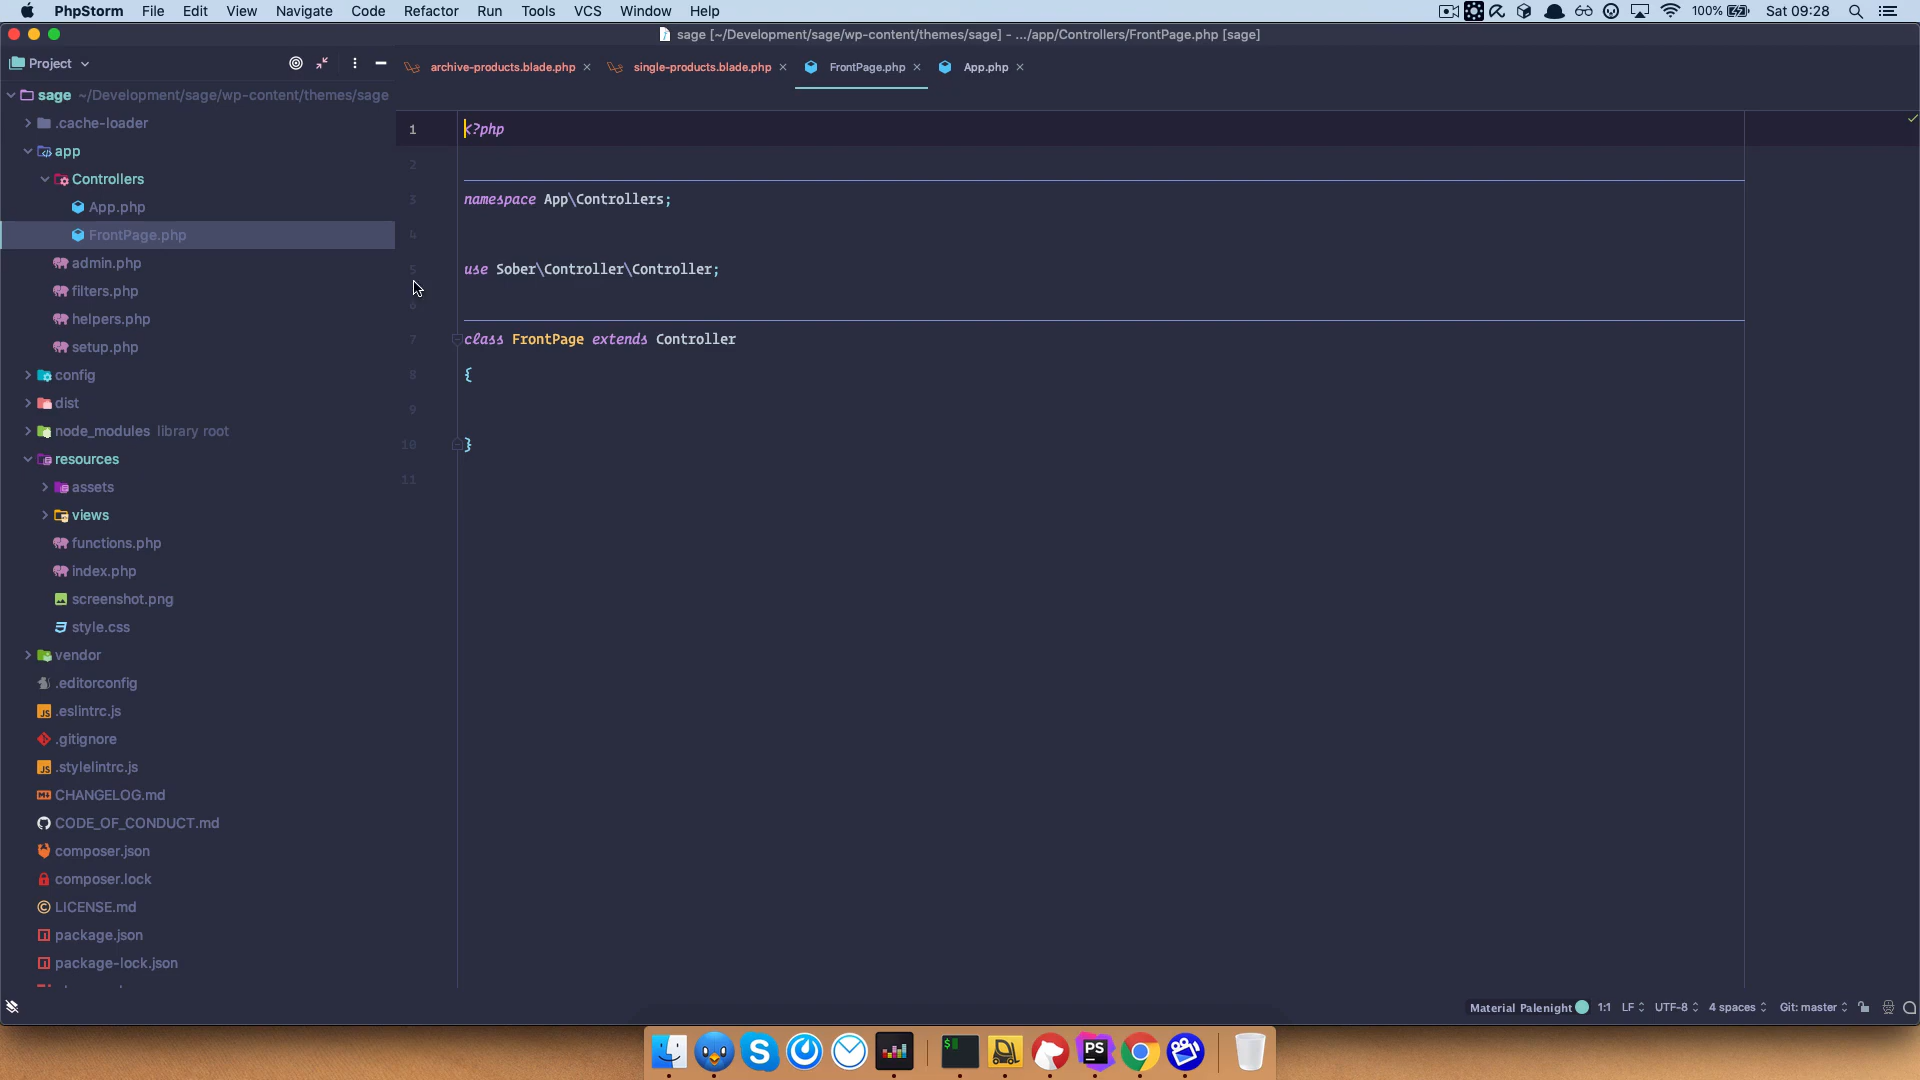 PhpStorm File Edit View Navigate Code Refactor Run Tools VCS Window Help 100% Sat 09:28
sage [~/Development/sage/wp-content/themes/sage] - .../app/Controllers/FrontPage.php [sage]
Project
archive-products.blade.php single-products.blade.php FrontPage.php App.php
sage ~/Development/sage/wp-content/themes/sage
.cache-loader
app
Controllers
App.php
FrontPage.php
admin.php
filters.php
helpers.php
setup.php
config
dist
node_modules library root
resources
assets
views
functions.php
index.php
screenshot.png
style.css
vendor
.editorconfig
.eslintrc.js
.gitignore
.stylelintrc.js
CHANGELOG.md
CODE_OF_CONDUCT.md
composer.json
composer.lock
LICENSE.md
package.json
package-lock.json
1 <?php
2
3 namespace App\Controllers;
4
5 use Sober\Controller\Controller;
6
7 class FrontPage extends Controller
8 {
9
10 }
11
Material Palenight 1:1 LF UTF-8 4 spaces Git: master
$
PS